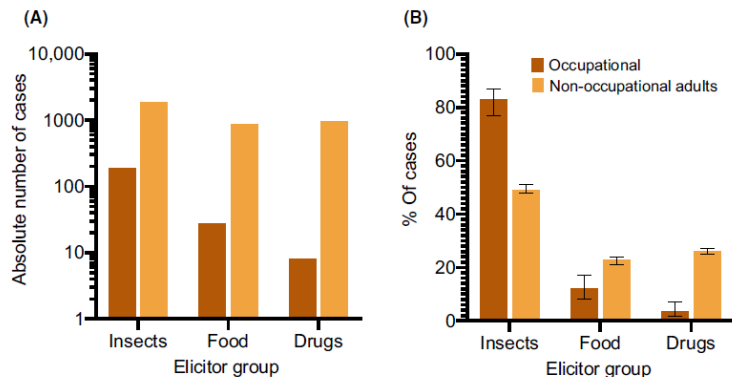 (A)
Absolute number of cases
10,000
1000
100
10
1
Insects Food Drugs
Elicitor group
(B)
% Of cases
100
80
60
40
20
0
Occupational
Non-occupational adults
Insects Food Drugs
Elicitor group